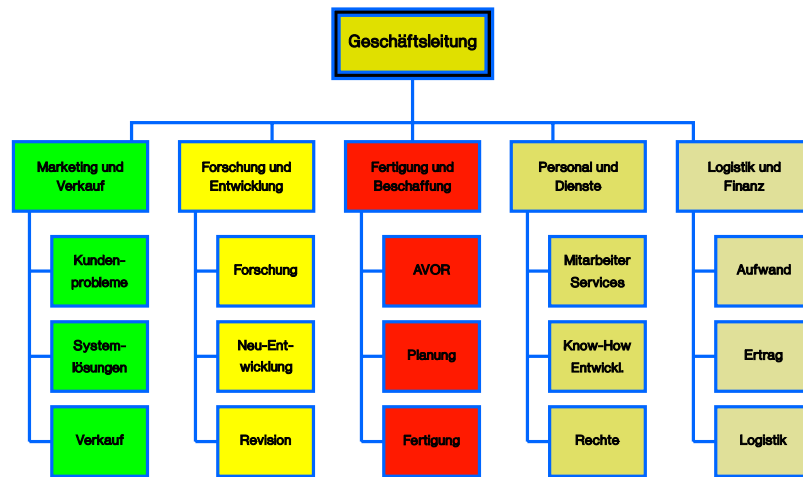 Geschäftsleitung
Marketing und
Verkauf
Forschung und
Entwicklung
Fertigung und
Beschaffung
Personal und
Dienste
Logistik und
Finanz
Kunden-
probleme
Forschung
AVOR
Mitarbeiter
Services
Aufwand
System-
lösungen
Neu-Ent-
wicklung
Planung
Know-How
Entwickl.
Ertrag
Verkauf
Revision
Fertigung
Rechte
Logistik